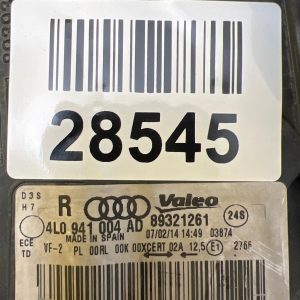 28545
D3S
H7
R Valeo
4L0 941 004 AD 89321261 24S
MADE IN SPAIN 07/02/14 14:49 03874
ECE
TD VF-2 PL 00RL 00K 00XCERT 02A 12,5 E1